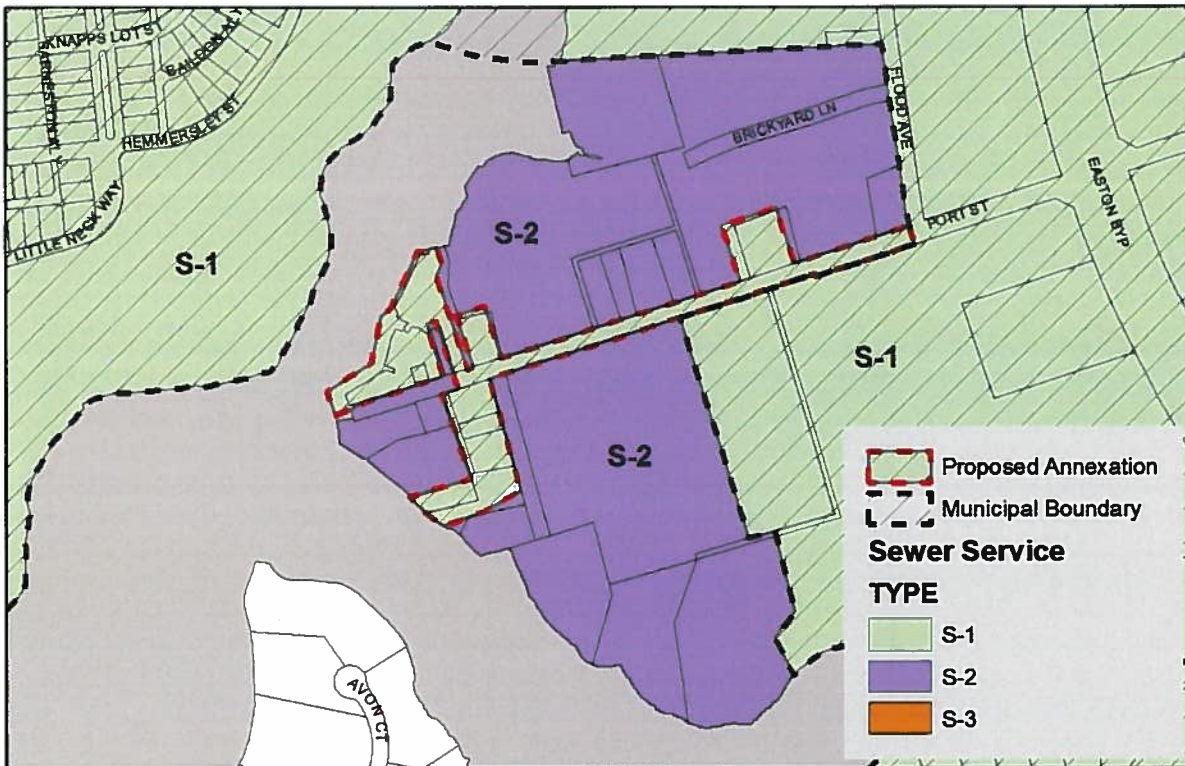 KNAPPS LOT ST
HEMMERSLEY ST
LITTLE NECK WAY
S-1
S-2
BRICKYARD LN
FLOOD AVE
PORT ST
EASTON BYP
S-1
S-2
AVON CT
Proposed Annexation
Municipal Boundary
Sewer Service
TYPE
S-1
S-2
S-3